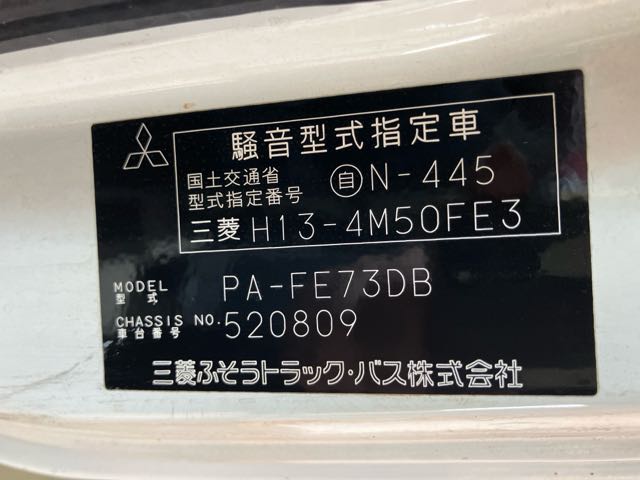 騒音型式指定車
国土交通省
型式指定番号 ㊀N-445
三菱 H13-4M50FE3
MODEL
型式 PA-FE73DB
CHASSIS NO.
車台番号 520809
三菱ふそうトラック・バス株式会社